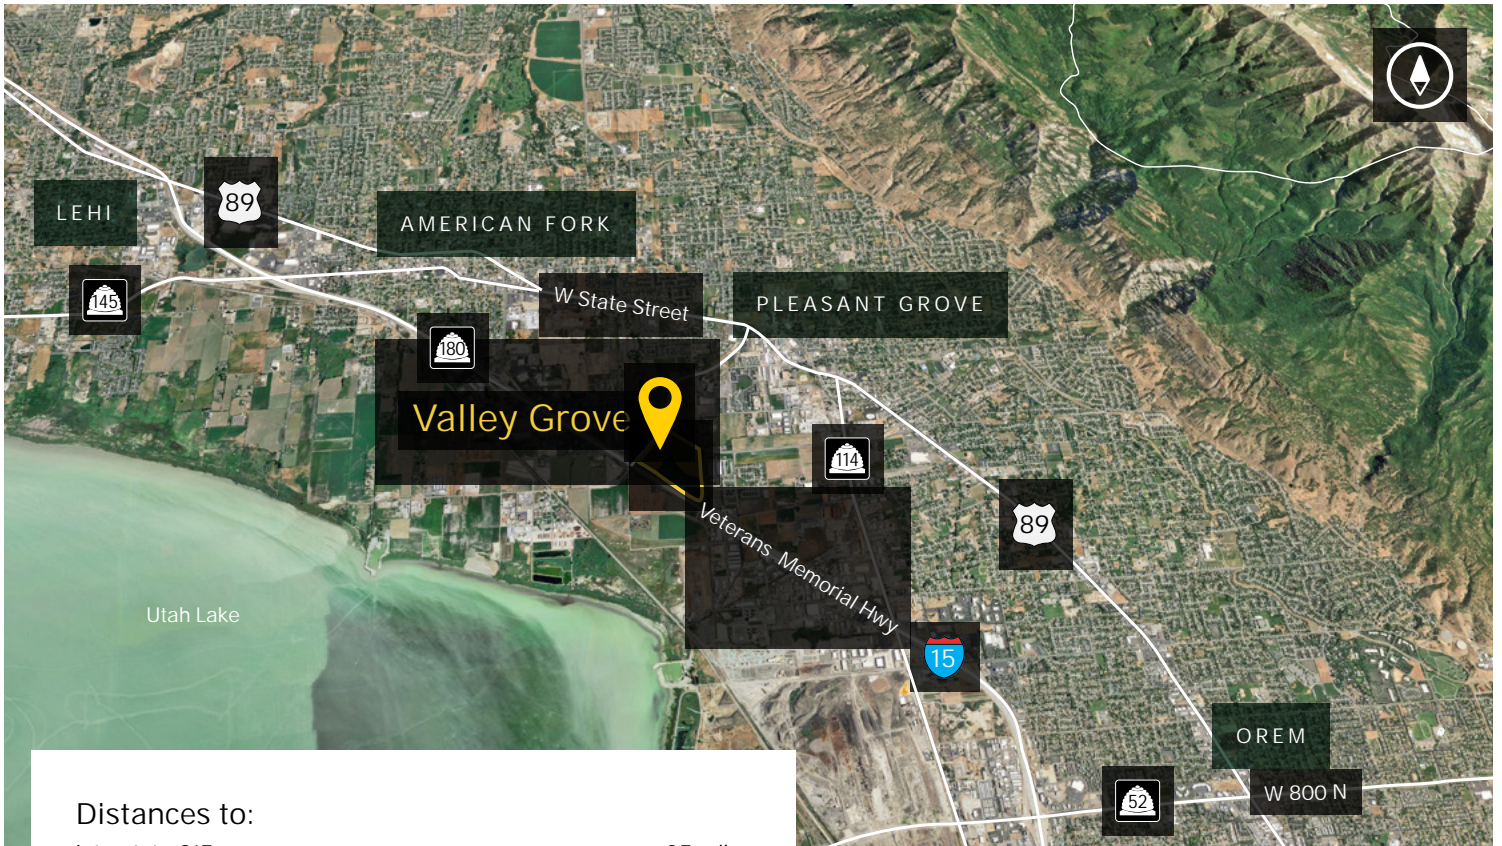 LEHI
89
AMERICAN FORK
145
W State Street
PLEASANT GROVE
180
Valley Grove
114
Veterans Memorial Hwy
89
Utah Lake
15
OREM
52
W 800 N
Distances to: